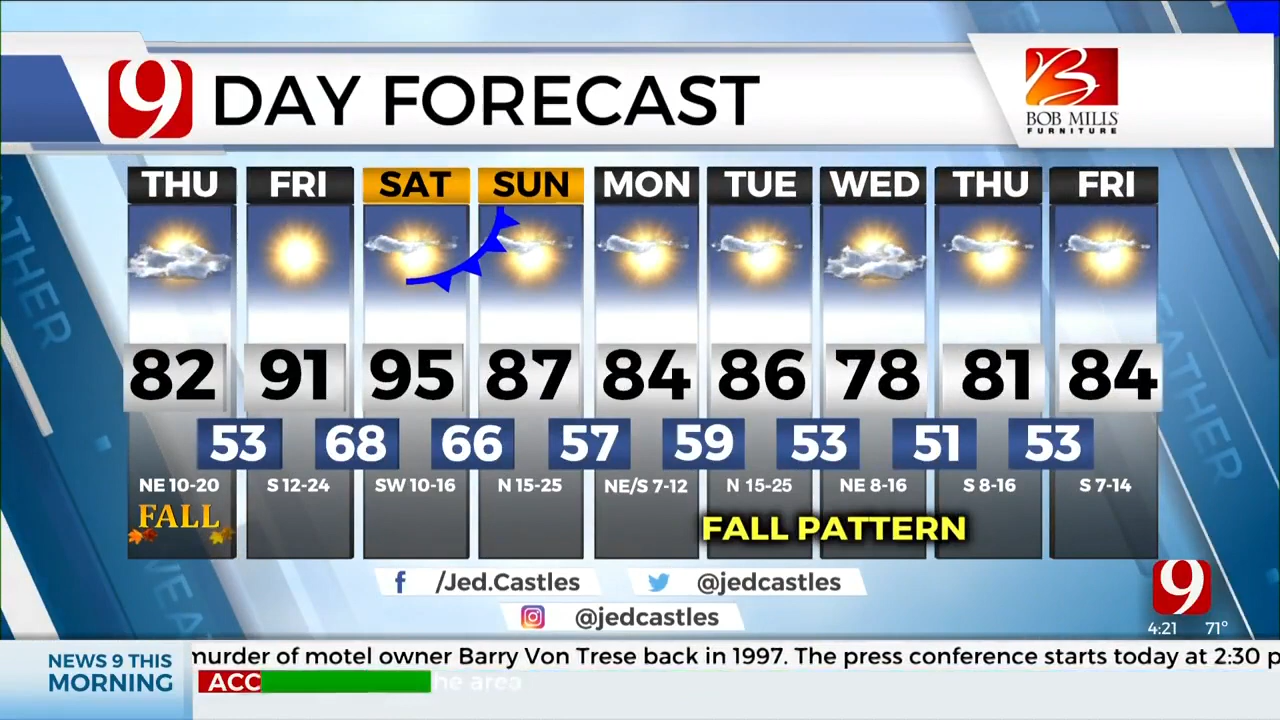 9 DAY FORECAST
BOB MILLS
FURNITURE
THU FRI SAT SUN MON TUE WED THU FRI
82 91 95 87 84 86 78 81 84
53 68 66 57 59 53 51 53
NE 10-20 S 12-24 SW 10-16 N 15-25 NE/S 7-12 N 15-25 NE 8-16 S 8-16 S 7-14
FALL
FALL PATTERN
/Jed.Castles @jedcastles
@jedcastles
9
4:21 71°
NEWS 9 THIS
MORNING
murder of motel owner Barry Von Trese back in 1997. The press conference starts today at 2:30 p
ACC he area